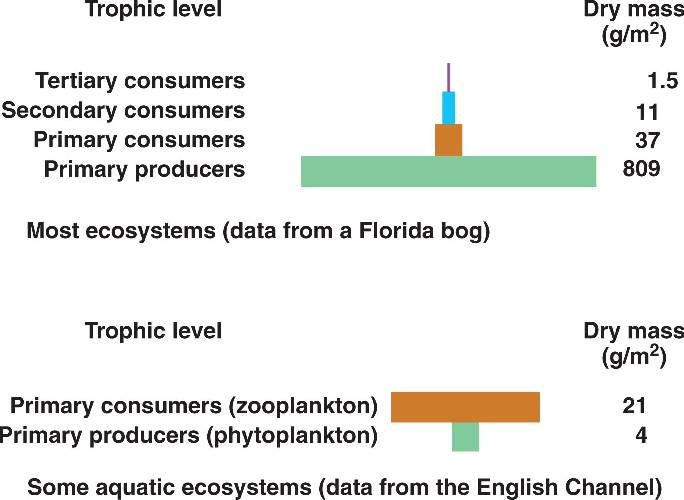 Trophic level
Dry mass
(g/m²)
Tertiary consumers 1.5
Secondary consumers 11
Primary consumers 37
Primary producers 809
Most ecosystems (data from a Florida bog)
Trophic level
Dry mass
(g/m²)
Primary consumers (zooplankton) 21
Primary producers (phytoplankton) 4
Some aquatic ecosystems (data from the English Channel)